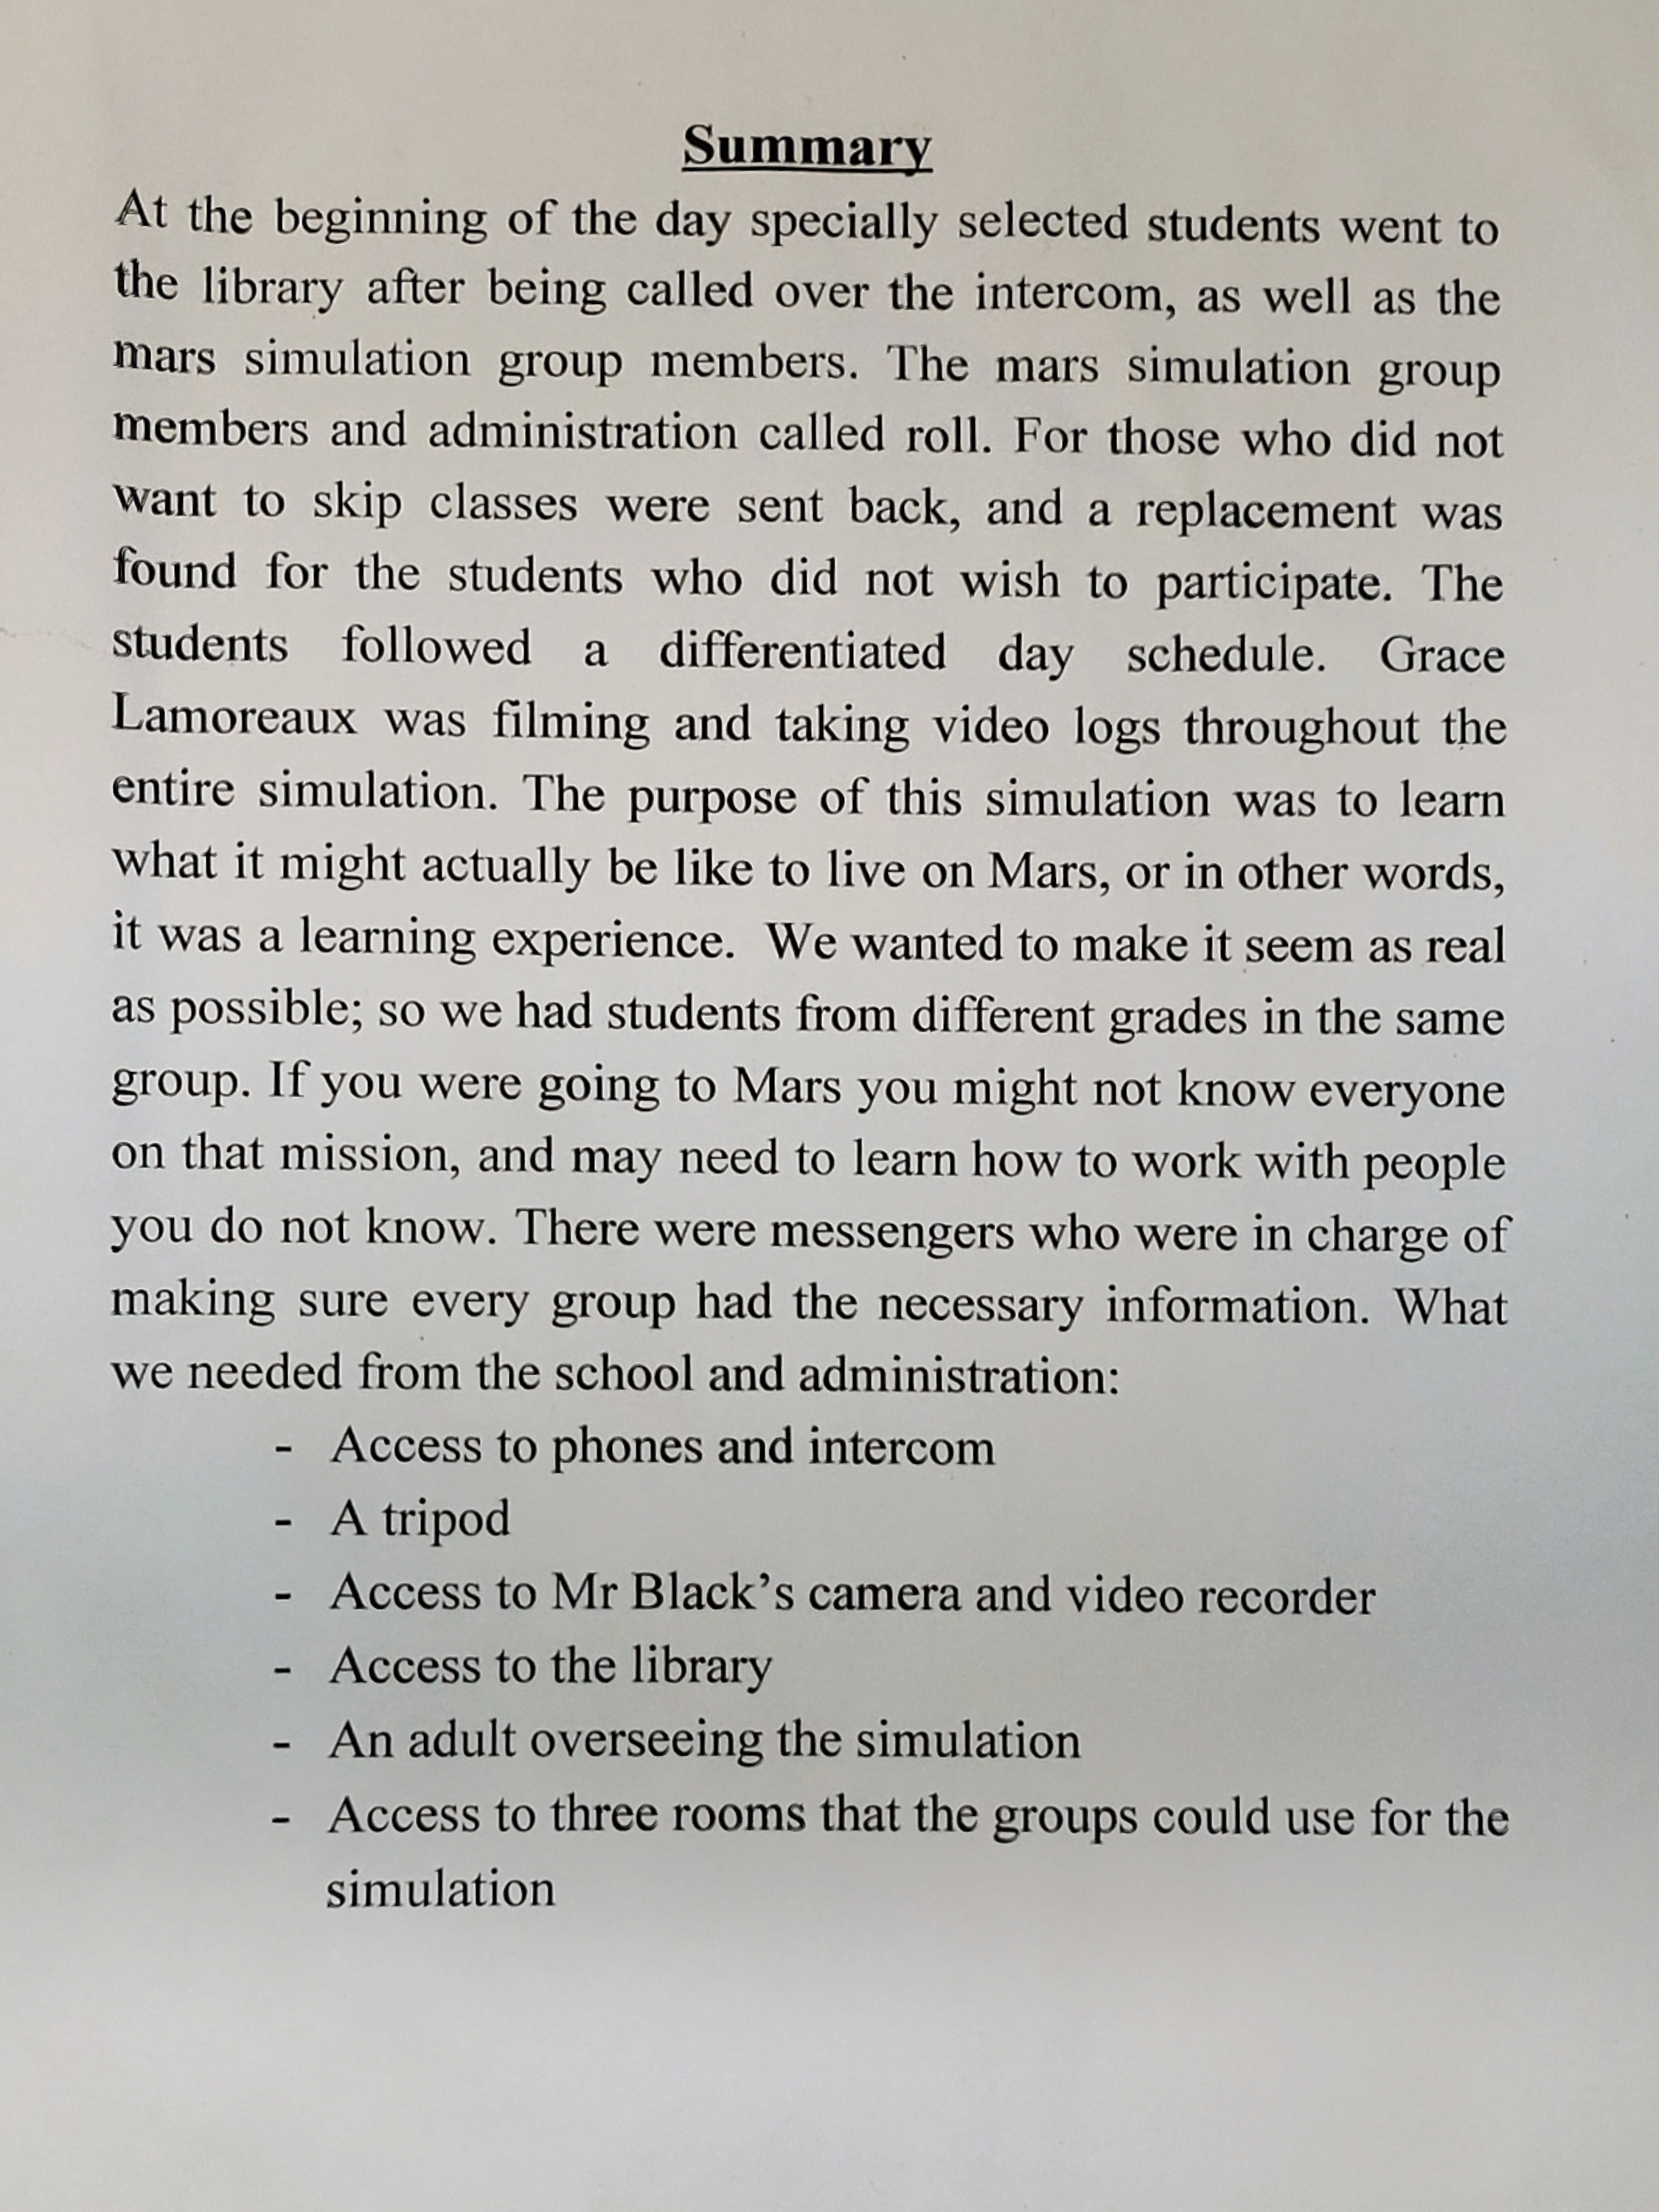 Summary
At the beginning of the day specially selected students went to
the library after being called over the intercom, as well as the
mars simulation group members. The mars simulation group
members and administration called roll. For those who did not
want to skip classes were sent back, and a replacement was
found for the students who did not wish to participate. The
students followed a differentiated day schedule. Grace
Lamoreaux was filming and taking video logs throughout the
entire simulation. The purpose of this simulation was to learn
what it might actually be like to live on Mars, or in other words,
it was a learning experience.  We wanted to make it seem as real
as possible; so we had students from different grades in the same
group. If you were going to Mars you might not know everyone
on that mission, and may need to learn how to work with people
you do not know. There were messengers who were in charge of
making sure every group had the necessary information. What
we needed from the school and administration:
- Access to phones and intercom
- A tripod
- Access to Mr Black’s camera and video recorder
- Access to the library
- An adult overseeing the simulation
- Access to three rooms that the groups could use for the
simulation